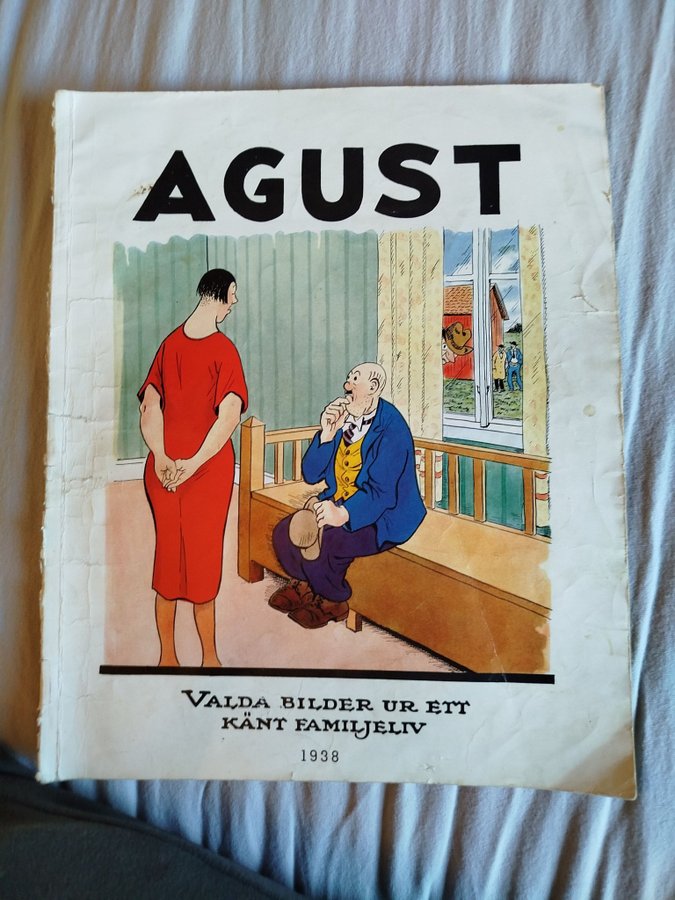 AGUST
VALDA BILDER UR ETT
KÄNT FAMILJELIV
1938